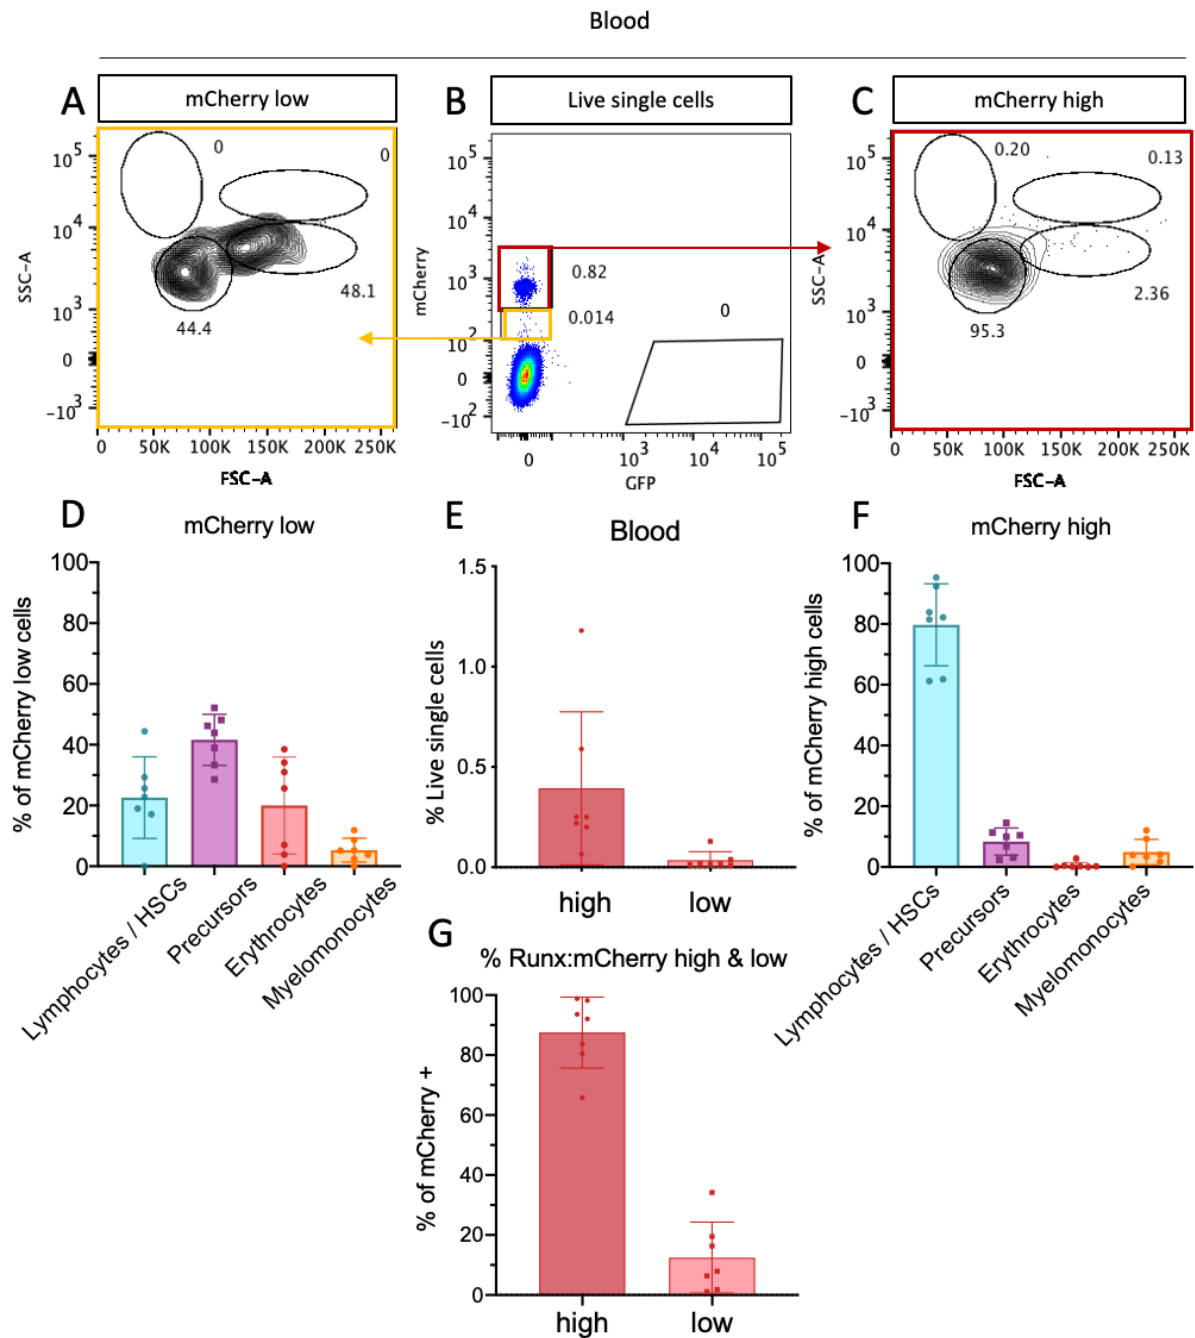 Blood
A
mCherry low
B
Live single cells
C
mCherry high
SSC-A
10^5
10^4
10^3
0
-10^3
0
0
48.1
44.4
0 50K 100K 150K 200K 250K
FSC-A
mCherry
10^5
10^4
10^3
10^2
0
-10^2
0.82
0.014
0
0 10^3 10^4 10^5
GFP
SSC-A
10^5
10^4
10^3
0
-10^3
0.20
0.13
2.36
95.3
0 50K 100K 150K 200K 250K
FSC-A
D
mCherry low
% of mCherry low cells
100
80
60
40
20
0
Lymphocytes / HSCs
Precursors
Erythrocytes
Myelomonocytes
E
Blood
% Live single cells
1.5
1.0
0.5
0.0
high low
F
mCherry high
% of mCherry high cells
100
80
60
40
20
0
Lymphocytes / HSCs
Precursors
Erythrocytes
Myelomonocytes
G
% Runx:mCherry high & low
% of mCherry +
100
80
60
40
20
0
high low